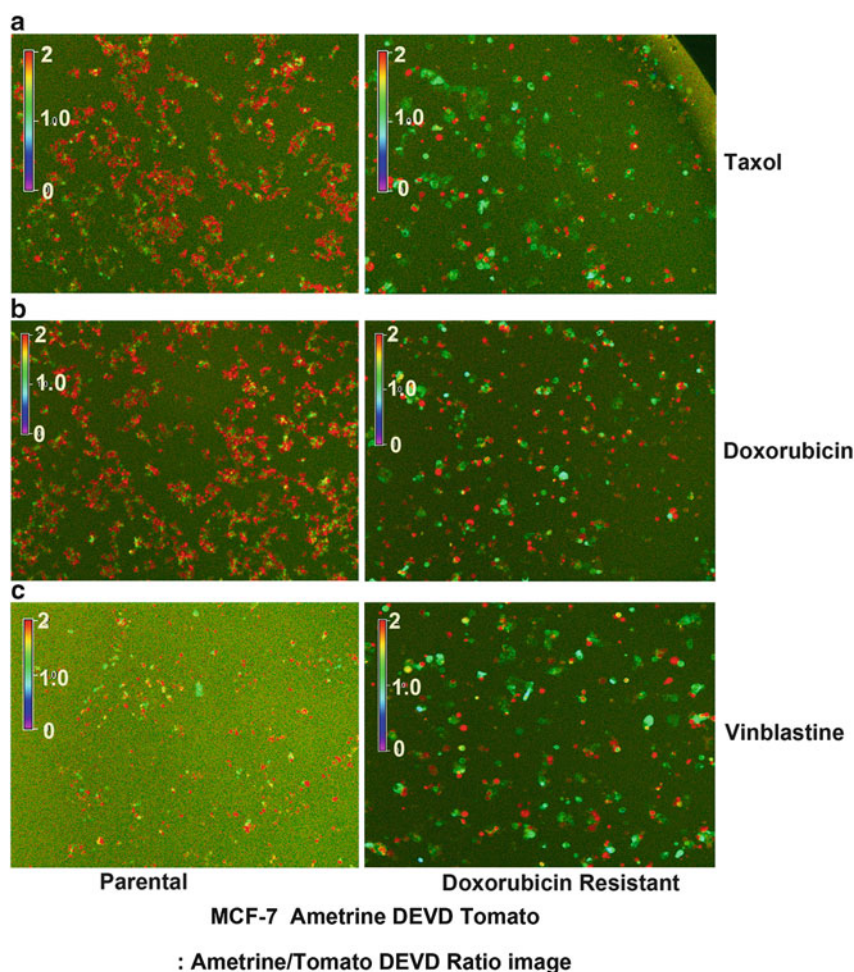 a
2
1.0
0
2
1.0
0
Taxol
b
2
1.0
0
2
1.0
0
Doxorubicin
c
2
1.0
0
2
1.0
0
Vinblastine
Parental
Doxorubicin Resistant
MCF-7 Ametrine DEVD Tomato
: Ametrine/Tomato DEVD Ratio image